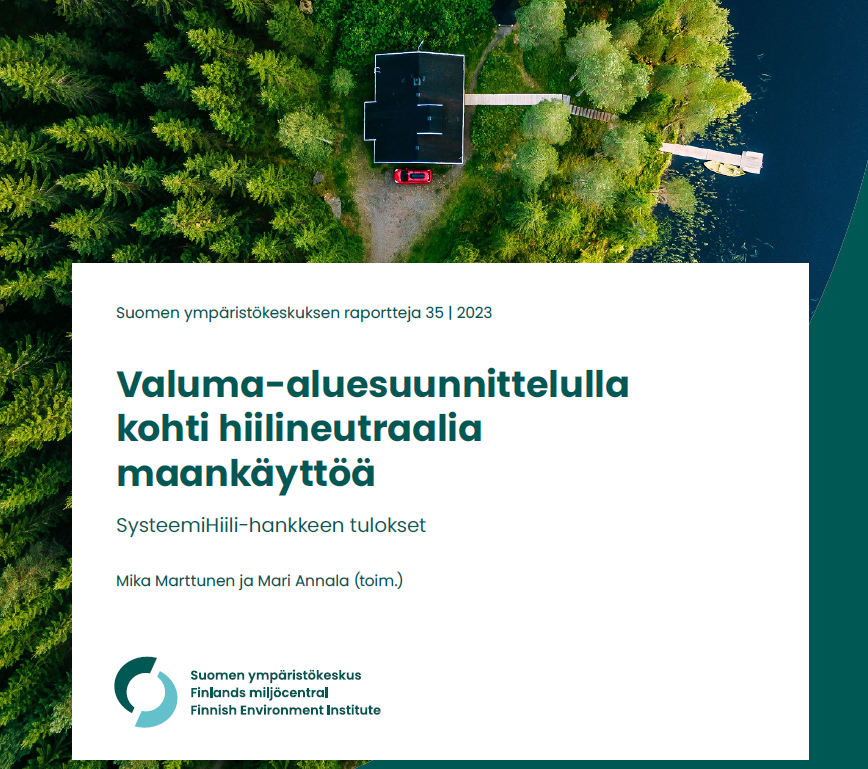 Suomen ympäristökeskuksen raportteja 35 | 2023
Valuma-aluesuunnittelulla
kohti hiilineutraalia
maankäyttöä
SysteemiHiili-hankkeen tulokset
Mika Marttunen ja Mari Annala (toim.)
Suomen ympäristökeskus
Finlands miljöcentral
Finnish Environment Institute